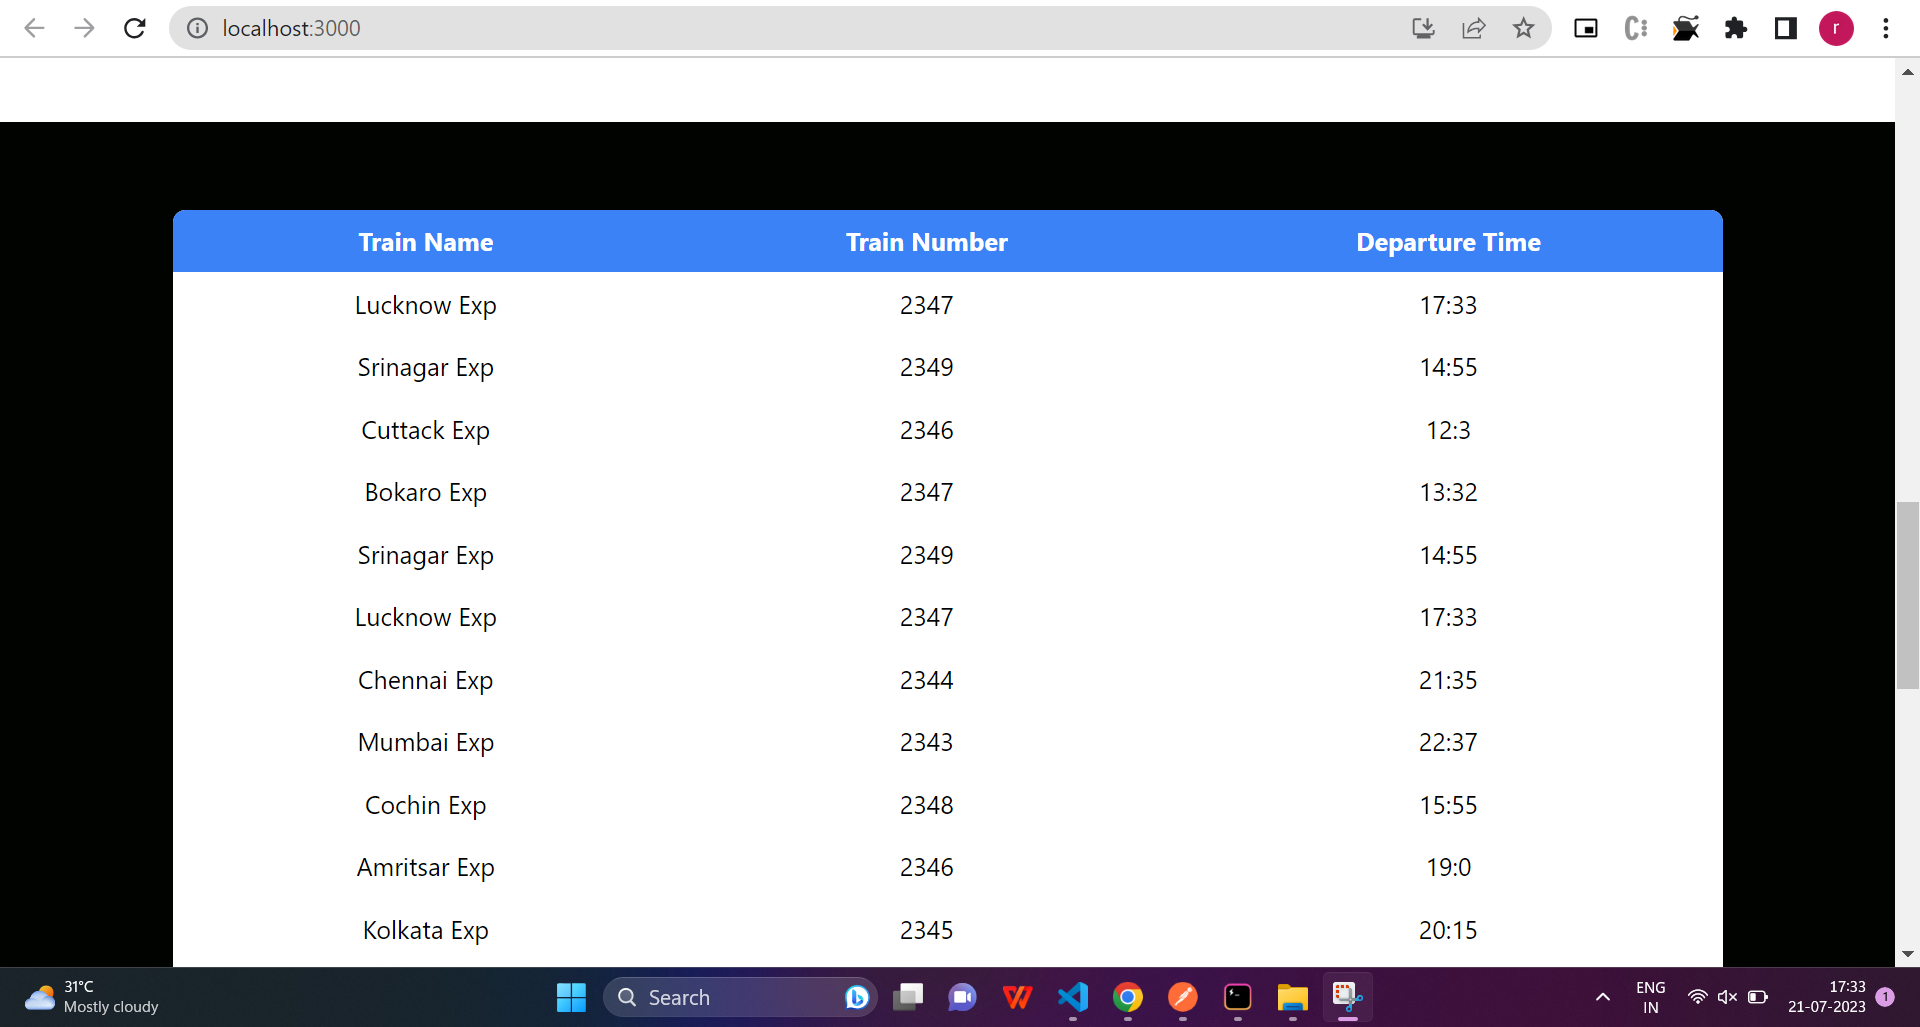 localhost:3000
r
Train Name Train Number Departure Time
Lucknow Exp 2347 17:33
Srinagar Exp 2349 14:55
Cuttack Exp 2346 12:3
Bokaro Exp 2347 13:32
Srinagar Exp 2349 14:55
Lucknow Exp 2347 17:33
Chennai Exp 2344 21:35
Mumbai Exp 2343 22:37
Cochin Exp 2348 15:55
Amritsar Exp 2346 19:0
Kolkata Exp 2345 20:15
31°C
Mostly cloudy
Search
ENG
IN
17:33
21-07-2023
1